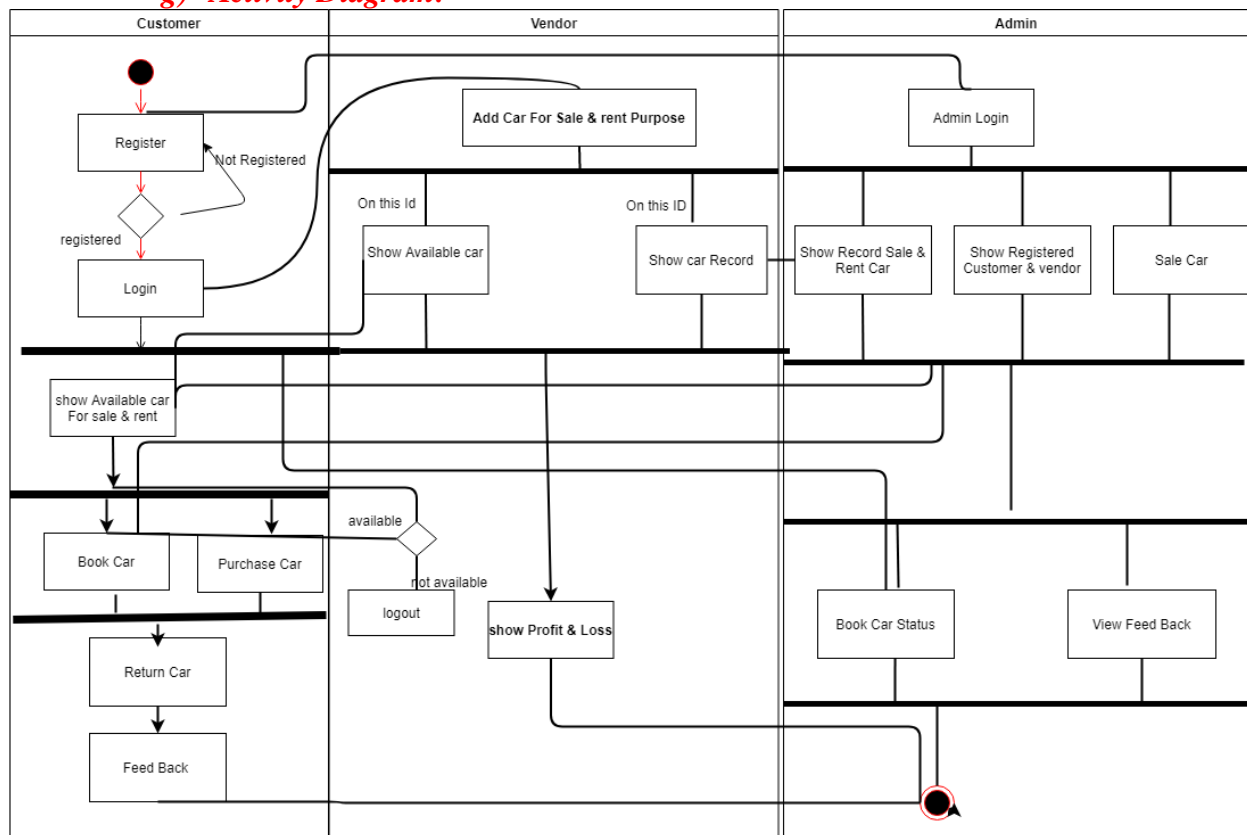 g) Activity Diagram:
Customer
Vendor
Admin
Add Car For Sale & rent Purpose
Admin Login
Register
Not Registered
On this Id
On this ID
registered
Show Available car
Show car Record
Show Record Sale &
Rent Car
Show Registered
Customer & vendor
Sale Car
Login
show Available car
For sale & rent
available
Book Car
Purchase Car
not available
logout
show Profit & Loss
Book Car Status
View Feed Back
Return Car
Feed Back